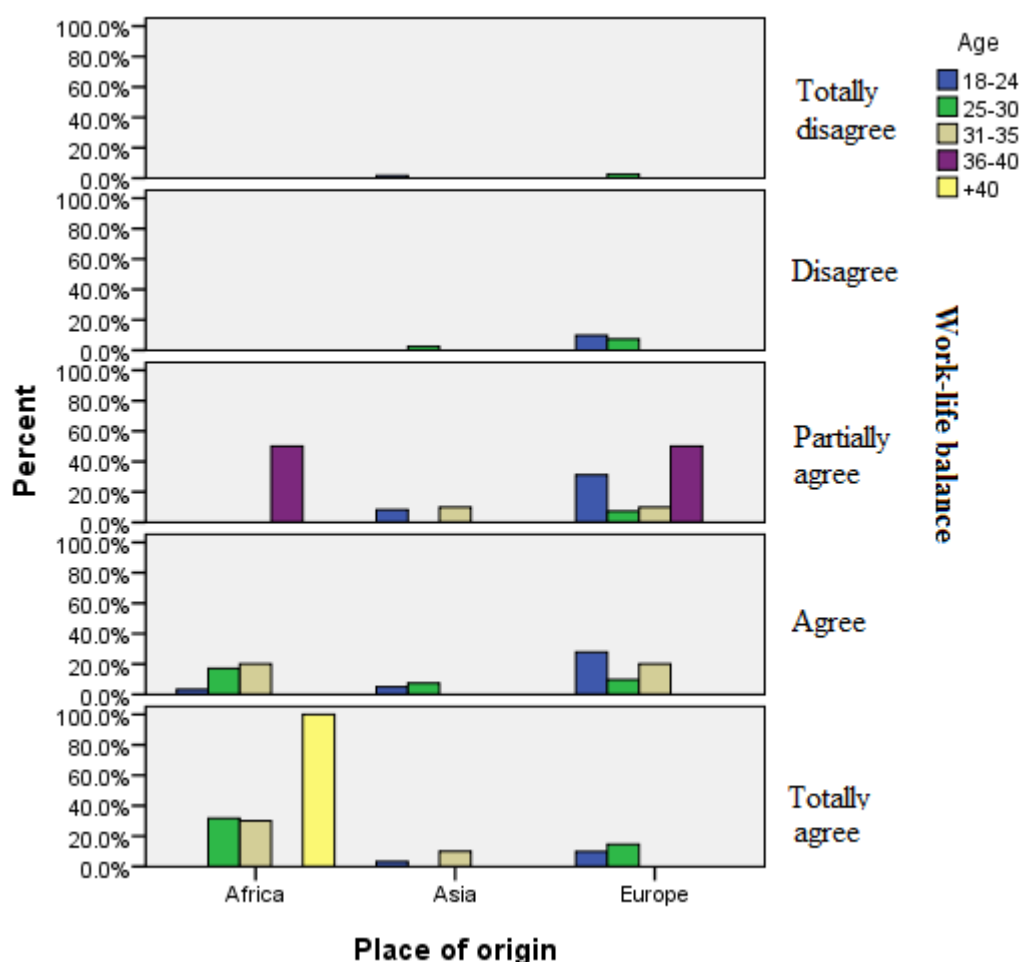 100.0%
80.0%
60.0%
40.0%
20.0%
0.0%
Totally
disagree
100.0%
80.0%
60.0%
40.0%
20.0%
0.0%
Disagree
100.0%
80.0%
60.0%
40.0%
20.0%
0.0%
Partially
agree
100.0%
80.0%
60.0%
40.0%
20.0%
0.0%
Agree
100.0%
80.0%
60.0%
40.0%
20.0%
0.0%
Totally
agree
Percent
Africa
Asia
Europe
Place of origin
Age
18-24
25-30
31-35
36-40
+40
Work-life balance